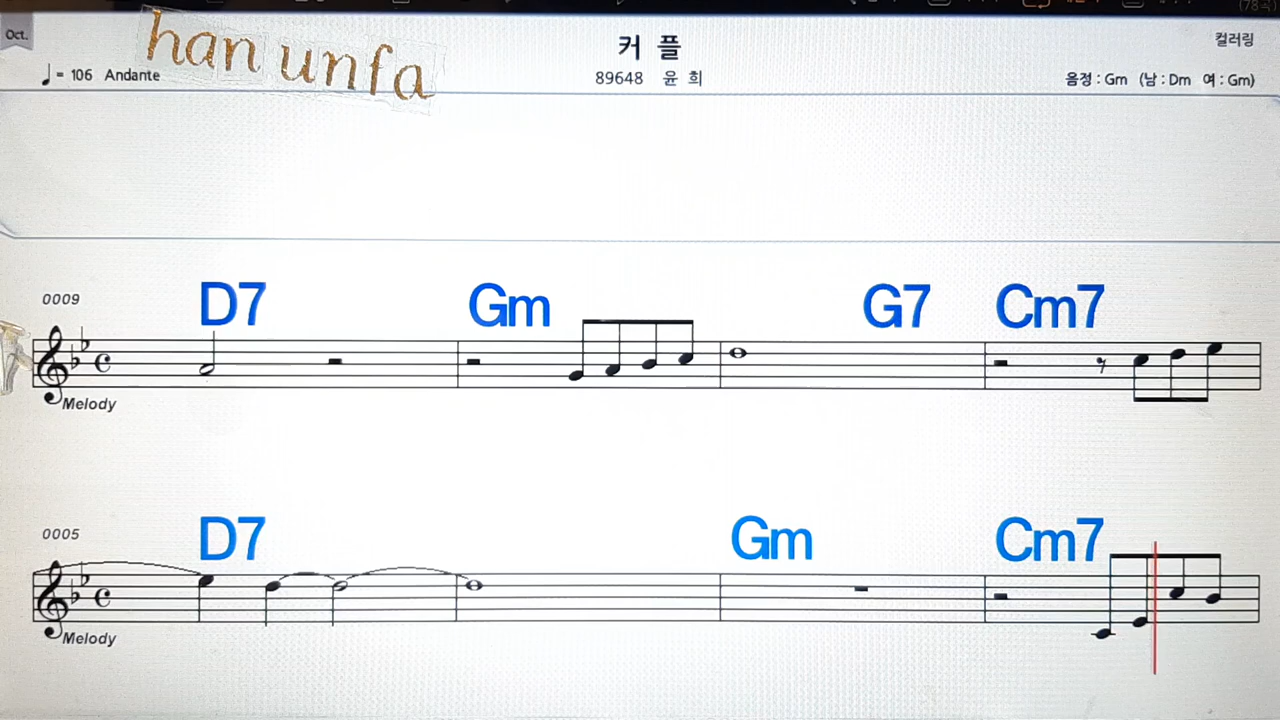 Oct.
han unfa
커 플
컬러링
♩= 106 Andante
89648 윤 희
음정 : Gm (남 : Dm 여 : Gm)
D7 Gm G7 Cm7
0009
Melody
D7 Gm Cm7
0005
Melody